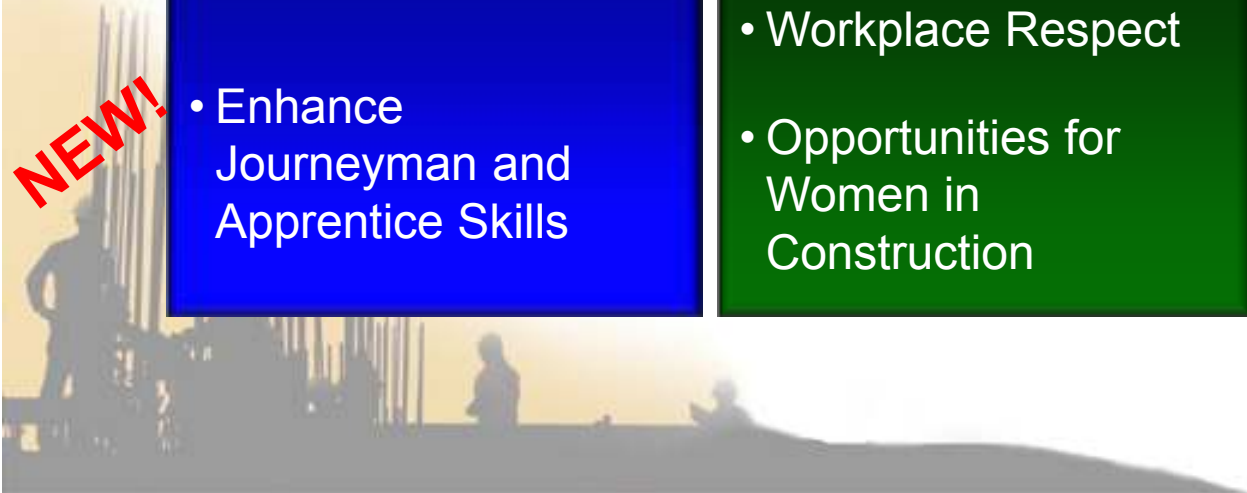 NEW!
• Enhance
Journeyman and
Apprentice Skills
• Workplace Respect
• Opportunities for
Women in
Construction